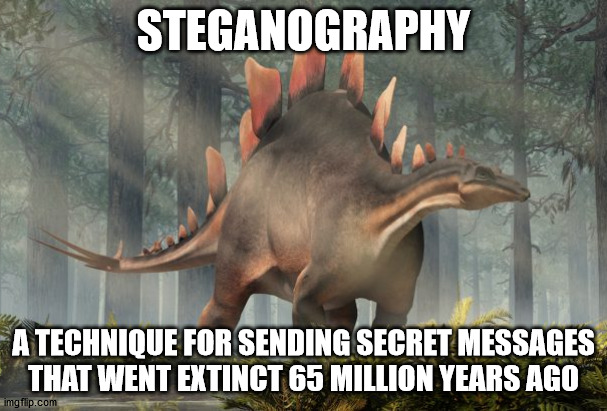 STEGANOGRAPHY
A TECHNIQUE FOR SENDING SECRET MESSAGES
THAT WENT EXTINCT 65 MILLION YEARS AGO
imgflip.com